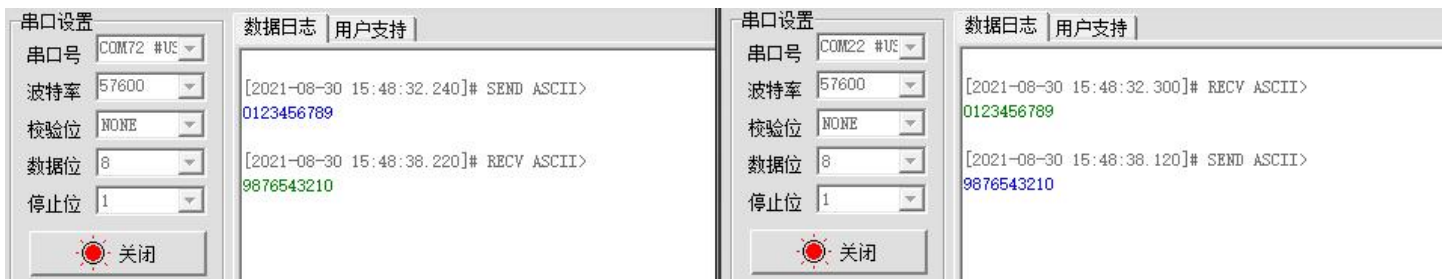 串口设置
串口号 COM72 #US
波特率 57600
校验位 NONE
数据位 8
停止位 1
关闭
数据日志 用户支持
[2021-08-30 15:48:32.240]# SEND ASCII>
0123456789
[2021-08-30 15:48:38.220]# RECV ASCII>
9876543210
串口设置
串口号 COM22 #US
波特率 57600
校验位 NONE
数据位 8
停止位 1
关闭
数据日志 用户支持
[2021-08-30 15:48:32.300]# RECV ASCII>
0123456789
[2021-08-30 15:48:38.120]# SEND ASCII>
9876543210